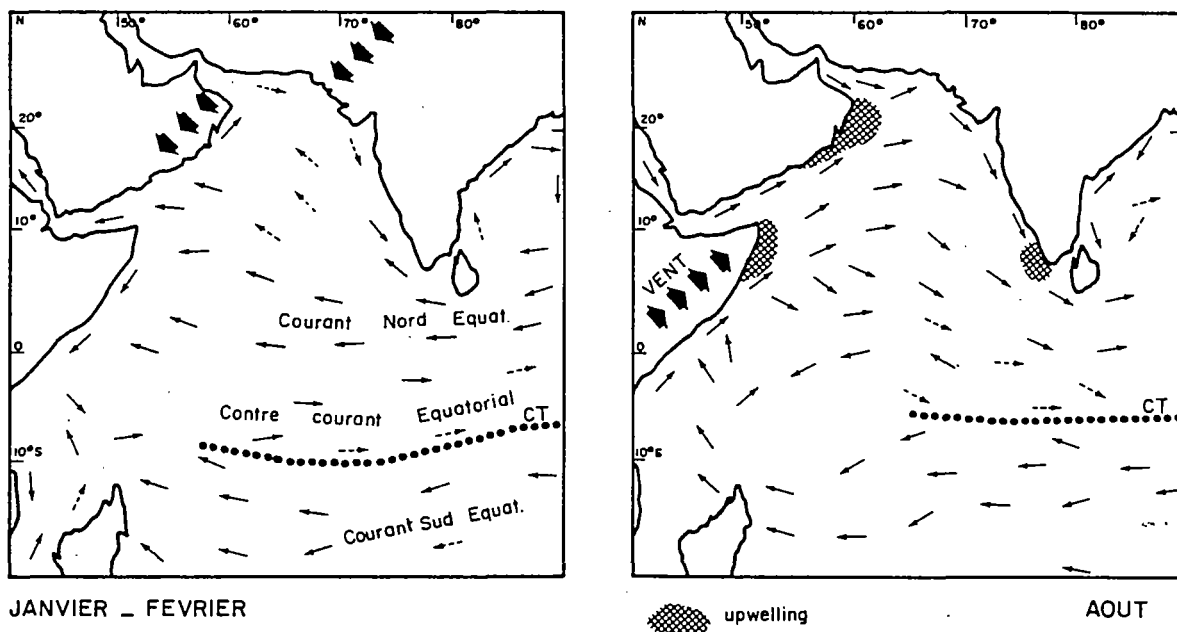 N 50° 60° 70° 80°
20°
10°
0
10°S
Courant Nord Equat.
Contre courant Equatorial
CT
Courant Sud Equat.
JANVIER _ FEVRIER
N 50° 60° 70° 80°
20°
10°
VENT
0
CT
10°S
upwelling
AOUT